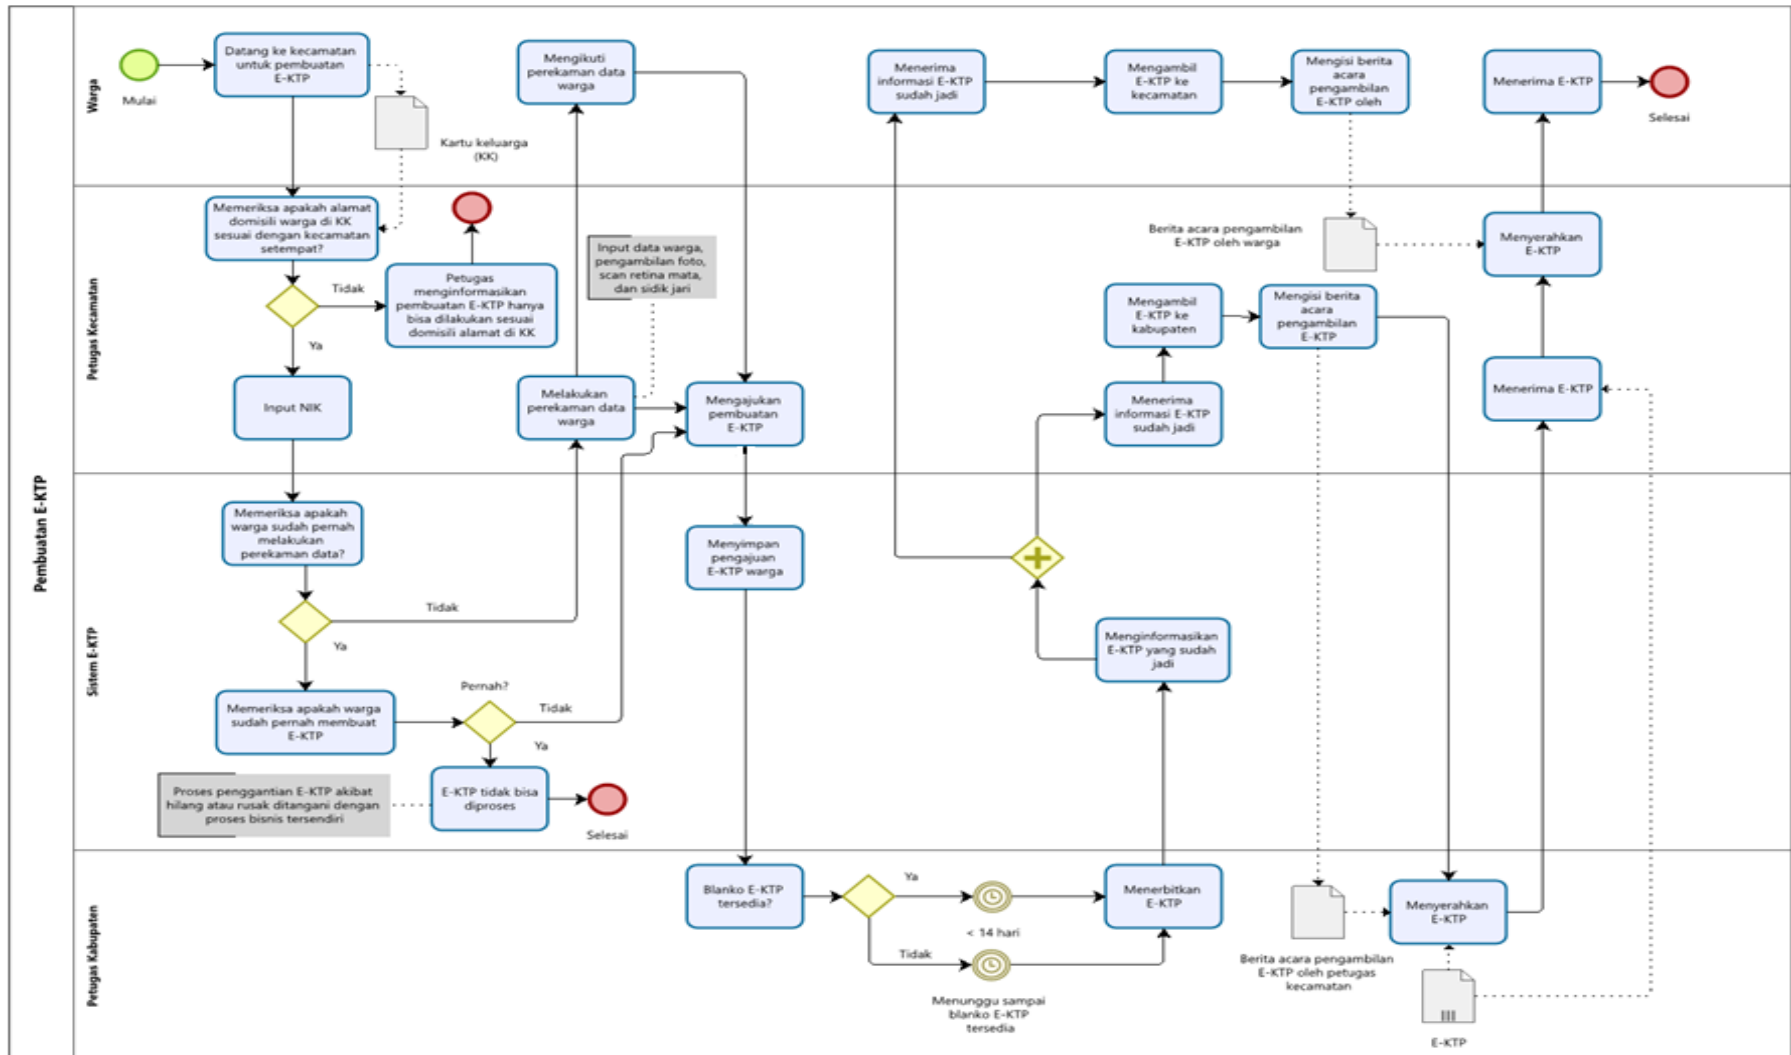 Pembuatan E-KTP
Warga
Mulai
Datang ke kecamatan
untuk pembuatan
E-KTP
Kartu keluarga
(KK)
Mengikuti
perekaman data
warga
Menerima
informasi E-KTP
sudah jadi
Mengambil
E-KTP ke
kecamatan
Mengisi berita
acara
pengambilan
E-KTP oleh
Menerima E-KTP
Selesai
Petugas Kecamatan
Memeriksa apakah alamat
domisili warga di KK
sesuai dengan kecamatan
setempat?
Tidak
Ya
Petugas
menginformasikan
pembuatan E-KTP hanya
bisa dilakukan sesuai
domisili alamat di KK
Input NIK
Input data warga,
pengambilan foto,
scan retina mata,
dan sidik jari
Melakukan
perekaman data
warga
Mengajukan
pembuatan
E-KTP
Menerima
informasi E-KTP
sudah jadi
Mengambil
E-KTP ke
kabupaten
Mengisi berita
acara
pengambilan
E-KTP
Berita acara pengambilan
E-KTP oleh warga
Menyerahkan
E-KTP
Menerima E-KTP
Sistem E-KTP
Memeriksa apakah
warga sudah pernah
melakukan
perekaman data?
Tidak
Ya
Memeriksa apakah warga
sudah pernah membuat
E-KTP
Pernah?
Tidak
Ya
E-KTP tidak bisa
diproses
Selesai
Proses penggantian E-KTP akibat
hilang atau rusak ditangani dengan
proses bisnis tersendiri
Menyimpan
pengajuan
E-KTP warga
Menginformasikan
E-KTP yang sudah
jadi
Petugas Kabupaten
Blanko E-KTP
tersedia?
Ya
< 14 hari
Tidak
Menunggu sampai
blanko E-KTP
tersedia
Menerbitkan
E-KTP
Berita acara pengambilan
E-KTP oleh petugas
kecamatan
Menyerahkan
E-KTP
E-KTP